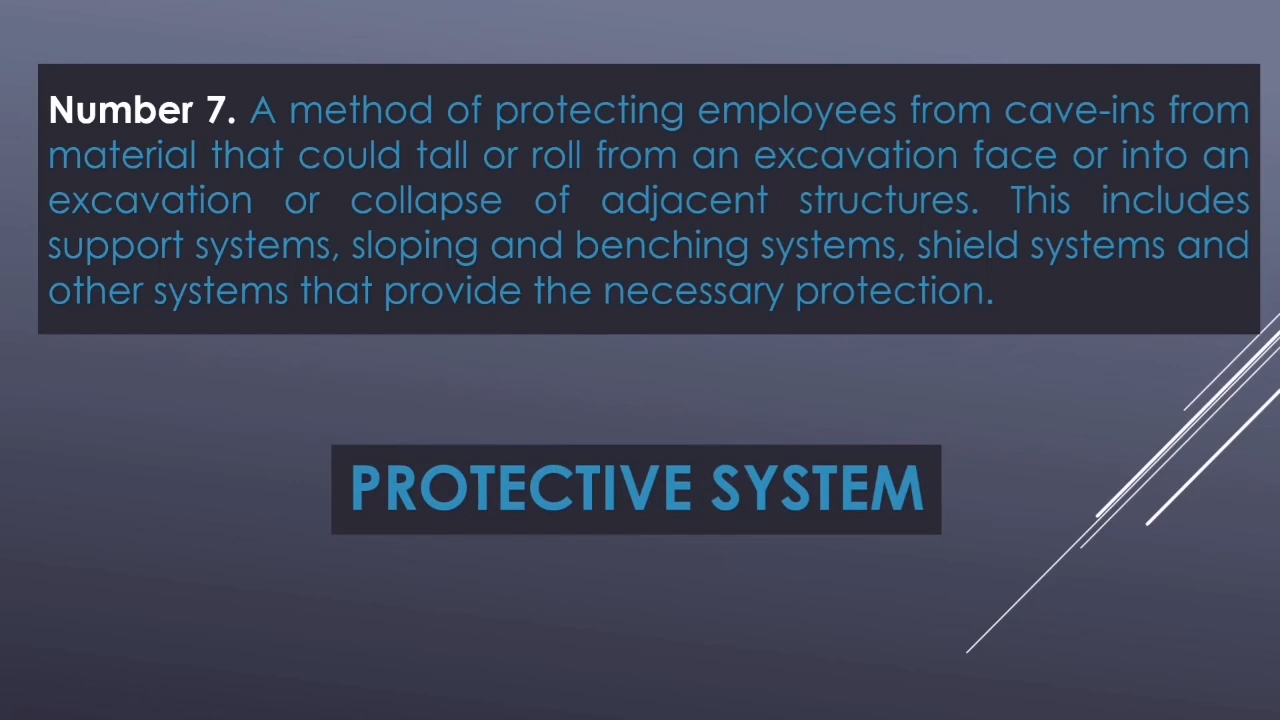 Number 7. A method of protecting employees from cave-ins from
material that could tall or roll from an excavation face or into an
excavation or collapse of adjacent structures. This includes
support systems, sloping and benching systems, shield systems and
other systems that provide the necessary protection.
PROTECTIVE SYSTEM